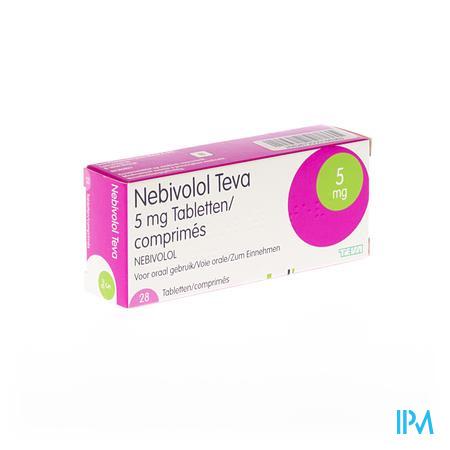 Nebivolol Teva
5 mg Tabletten/
comprimés
NEBIVOLOL
Voor oraal gebruik/Voie orale/Zum Einnehmen
28
Tabletten/comprimés
5
mg
TEVA
28
Nebivolol Teva
IPM